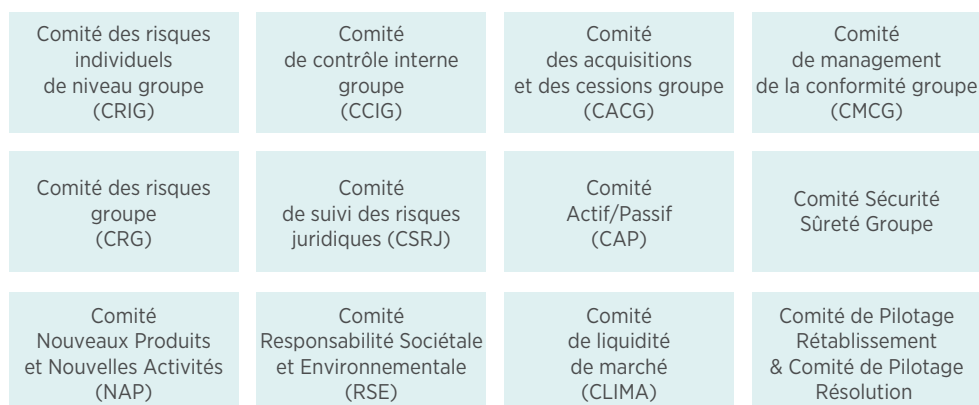 Comité des risques
individuels
de niveau groupe
(CRIG)
Comité
de contrôle interne
groupe
(CCIG)
Comité
des acquisitions
et des cessions groupe
(CACG)
Comité
de management
de la conformité groupe
(CMCG)
Comité des risques
groupe
(CRG)
Comité
de suivi des risques
juridiques (CSRJ)
Comité
Actif/Passif
(CAP)
Comité Sécurité
Sûreté Groupe
Comité
Nouveaux Produits
et Nouvelles Activités
(NAP)
Comité
Responsabilité Sociétale
et Environnementale
(RSE)
Comité
de liquidité
de marché
(CLIMA)
Comité de Pilotage
Rétablissement
& Comité de Pilotage
Résolution